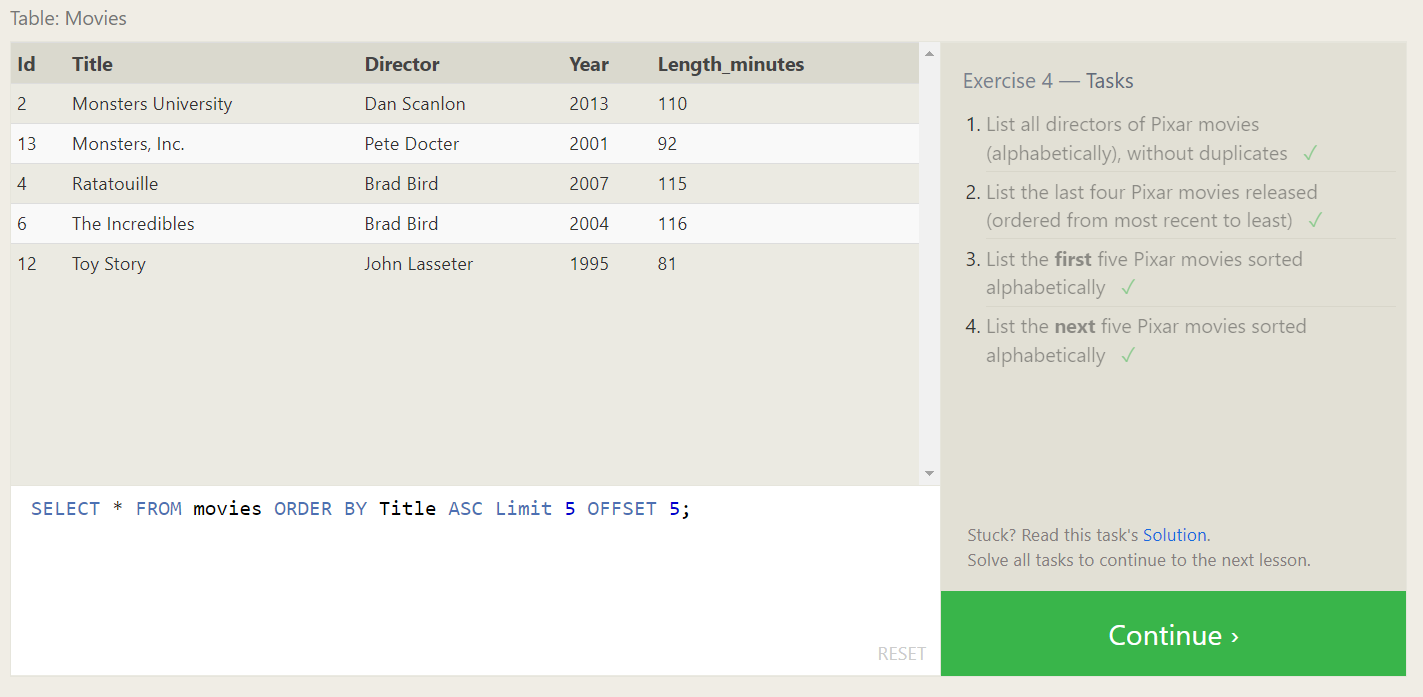 Table: Movies
Id Title Director Year Length_minutes
2 Monsters University Dan Scanlon 2013 110
13 Monsters, Inc. Pete Docter 2001 92
4 Ratatouille Brad Bird 2007 115
6 The Incredibles Brad Bird 2004 116
12 Toy Story John Lasseter 1995 81
SELECT * FROM movies ORDER BY Title ASC Limit 5 OFFSET 5;
RESET
Exercise 4 — Tasks
1. List all directors of Pixar movies
(alphabetically), without duplicates ✓
2. List the last four Pixar movies released
(ordered from most recent to least) ✓
3. List the first five Pixar movies sorted
alphabetically ✓
4. List the next five Pixar movies sorted
alphabetically ✓
Stuck? Read this task's Solution.
Solve all tasks to continue to the next lesson.
Continue ›